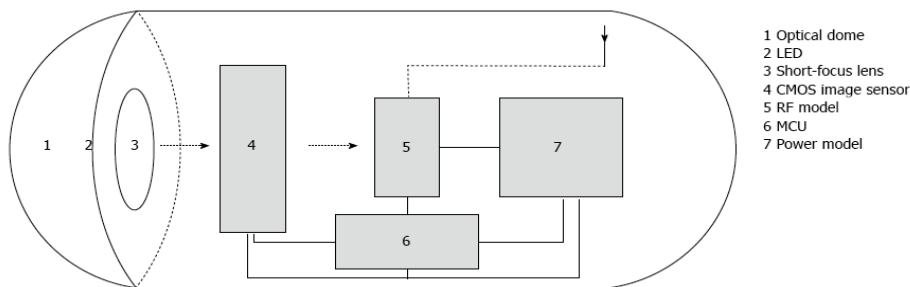 1 Optical dome
2 LED
3 Short-focus lens
4 CMOS image sensor
5 RF model
6 MCU
7 Power model
1 2 3 4 5 7
6